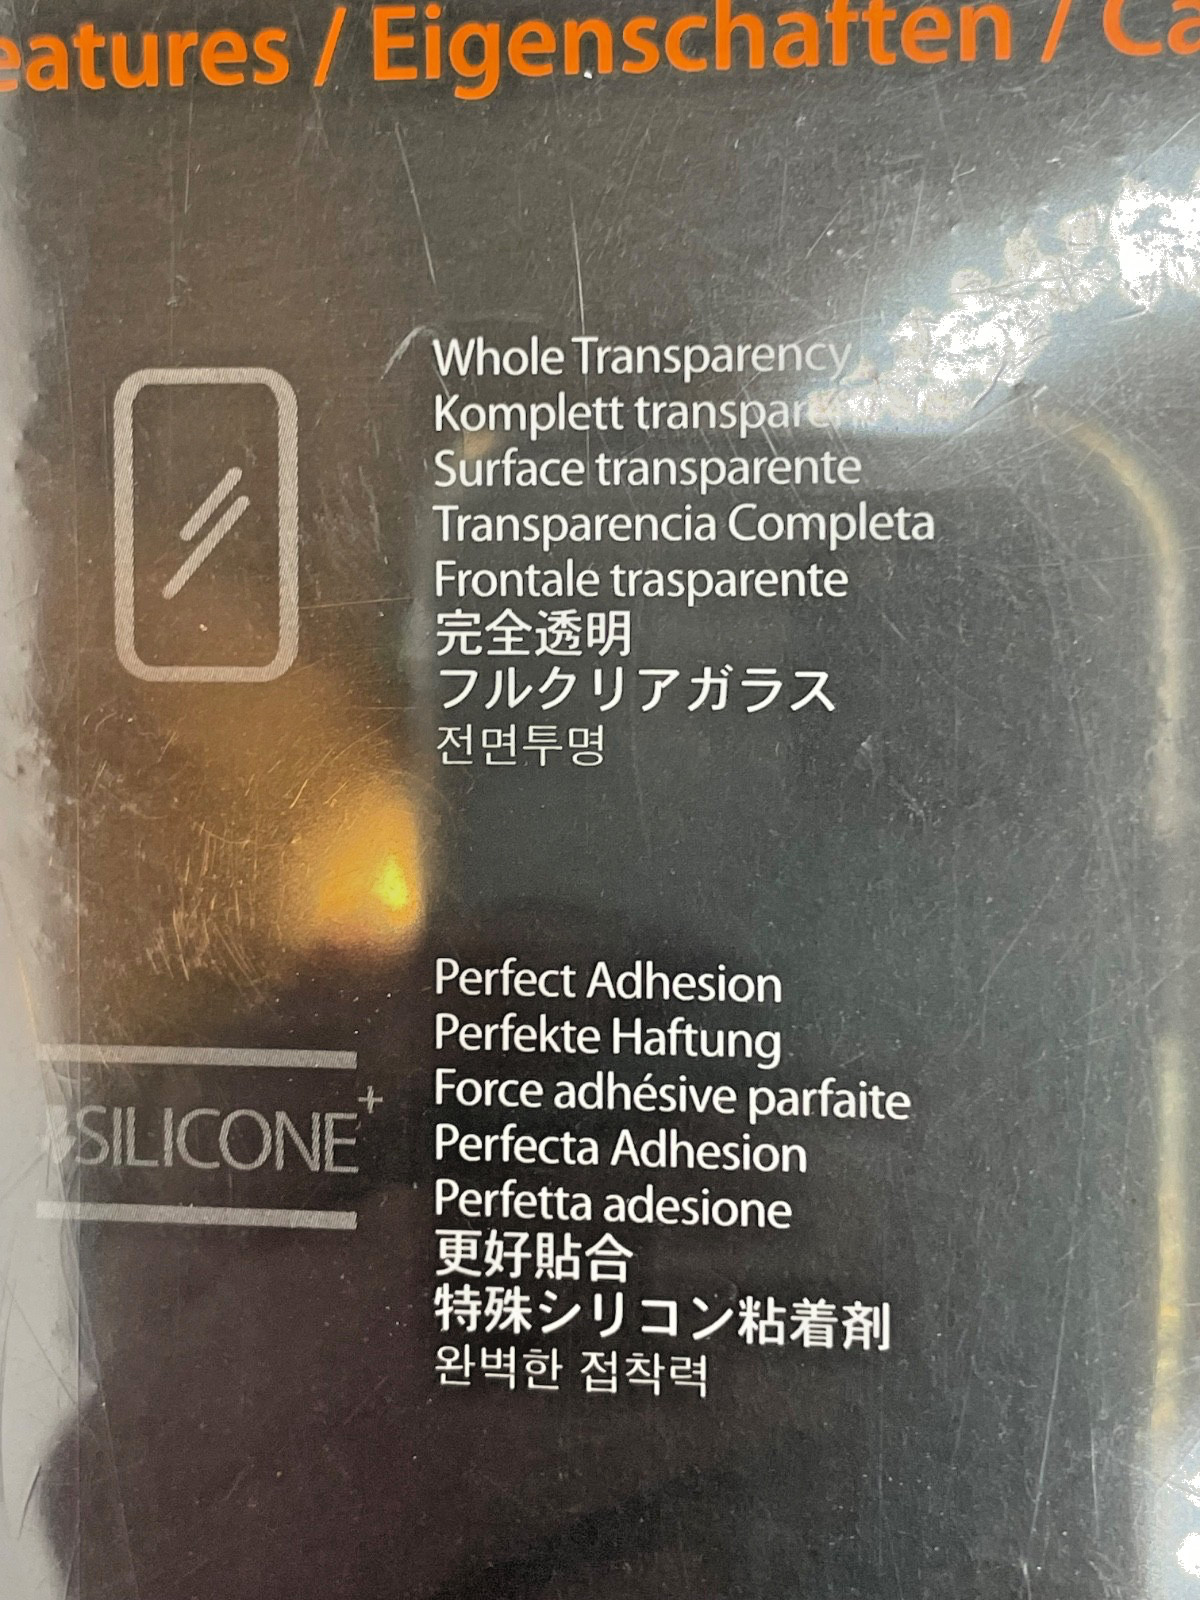 eatures / Eigenschaften / Ca
Whole Transparency
Komplett transparent
Surface transparente
Transparencia Completa
Frontale trasparente
完全透明
フルクリアガラス
전면투명
Perfect Adhesion
Perfekte Haftung
Force adhésive parfaite
Perfecta Adhesion
Perfetta adesione
更好貼合
特殊シリコン粘着剤
완벽한 접착력
SILICONE+